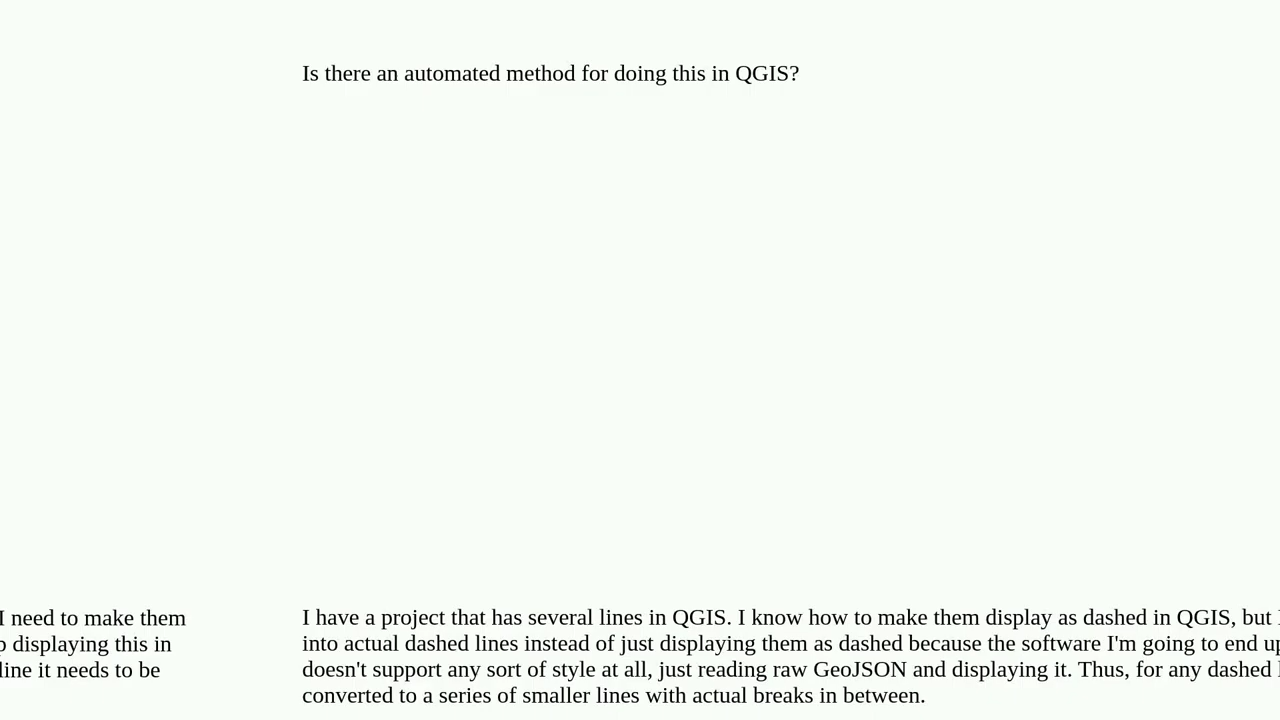 Is there an automated method for doing this in QGIS?
I need to make them
displaying this in
line it needs to be
I have a project that has several lines in QGIS. I know how to make them display as dashed in QGIS, but I
into actual dashed lines instead of just displaying them as dashed because the software I'm going to end up
doesn't support any sort of style at all, just reading raw GeoJSON and displaying it. Thus, for any dashed
converted to a series of smaller lines with actual breaks in between.